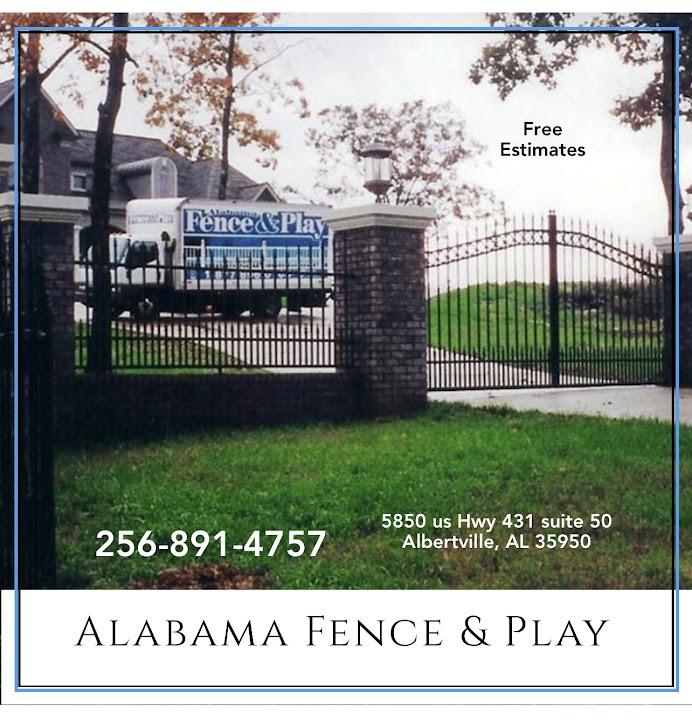 Free
Estimates
Alabama
Fence&Play
256-891-4757
5850 us Hwy 431 suite 50
Albertville, AL 35950
ALABAMA FENCE & PLAY